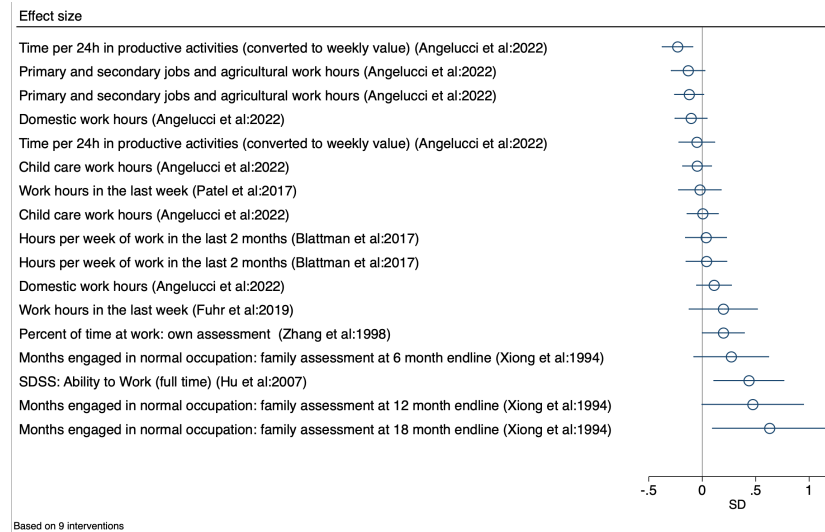 Effect size
Time per 24h in productive activities (converted to weekly value) (Angelucci et al:2022)
Primary and secondary jobs and agricultural work hours (Angelucci et al:2022)
Primary and secondary jobs and agricultural work hours (Angelucci et al:2022)
Domestic work hours (Angelucci et al:2022)
Time per 24h in productive activities (converted to weekly value) (Angelucci et al:2022)
Child care work hours (Angelucci et al:2022)
Work hours in the last week (Patel et al:2017)
Child care work hours (Angelucci et al:2022)
Hours per week of work in the last 2 months (Blattman et al:2017)
Hours per week of work in the last 2 months (Blattman et al:2017)
Domestic work hours (Angelucci et al:2022)
Work hours in the last week (Fuhr et al:2019)
Percent of time at work: own assessment  (Zhang et al:1998)
Months engaged in normal occupation: family assessment at 6 month endline (Xiong et al:1994)
SDSS: Ability to Work (full time) (Hu et al:2007)
Months engaged in normal occupation: family assessment at 12 month endline (Xiong et al:1994)
Months engaged in normal occupation: family assessment at 18 month endline (Xiong et al:1994)
-.5 0 .5 1
SD
Based on 9 interventions